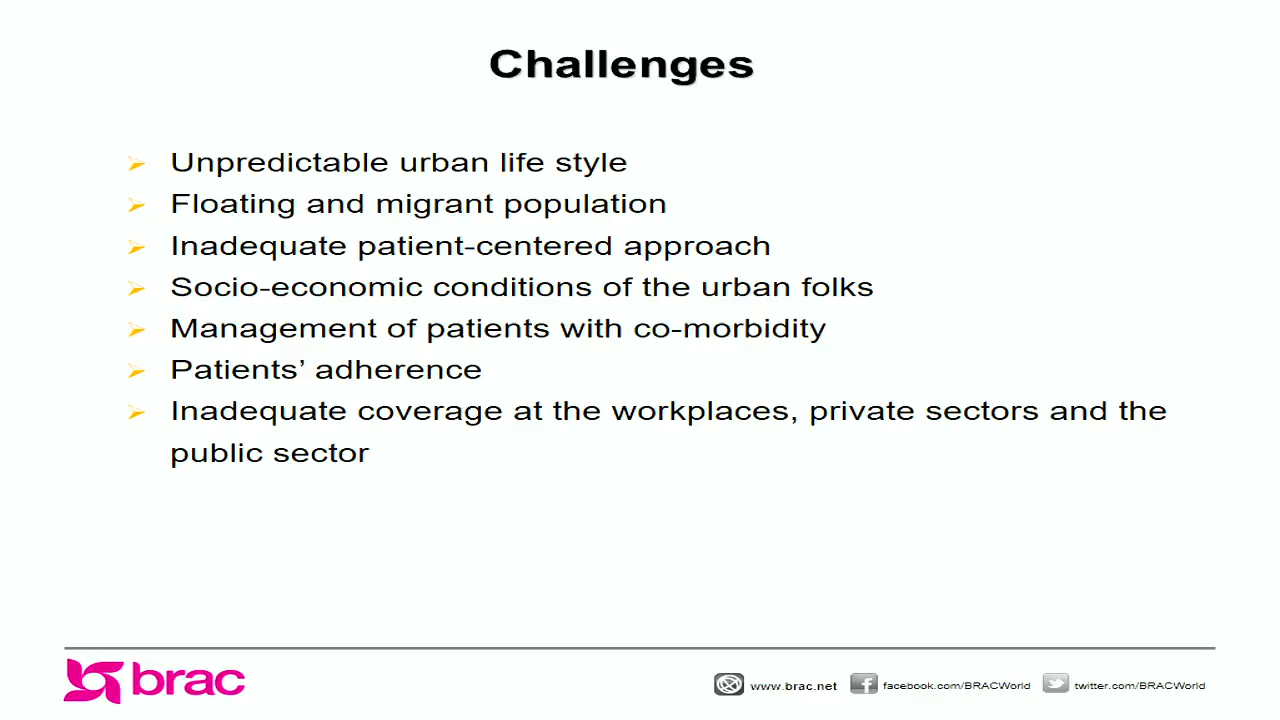 Challenges
Unpredictable urban life style
Floating and migrant population
Inadequate patient-centered approach
Socio-economic conditions of the urban folks
Management of patients with co-morbidity
Patients’ adherence
Inadequate coverage at the workplaces, private sectors and the
public sector
brac
www.brac.net
facebook.com/BRACWorld
twitter.com/BRACWorld